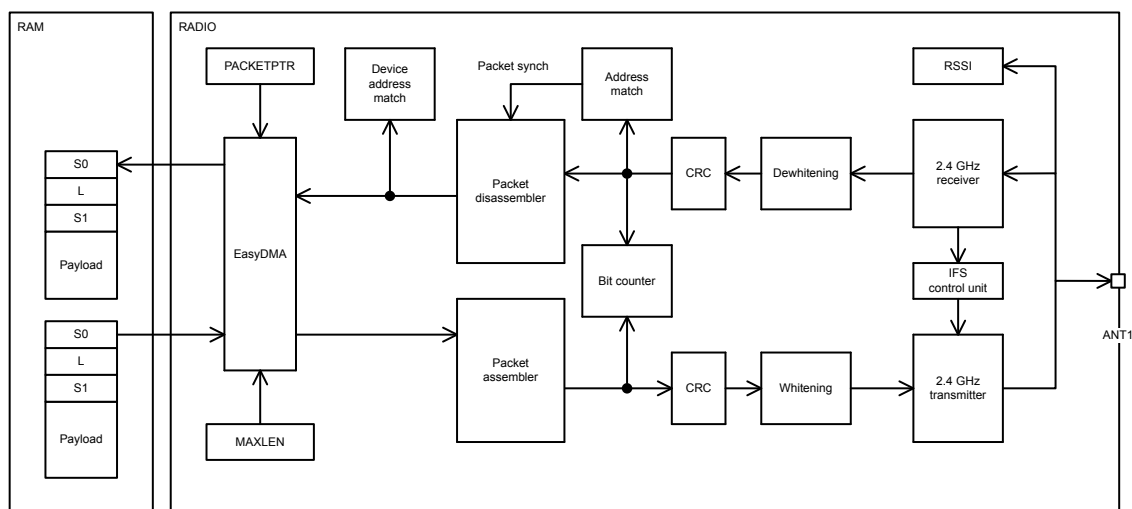 RAM
RADIO
PACKETPTR
Device
address
match
Packet synch
Address
match
RSSI
S0
L
S1
Payload
EasyDMA
Packet
disassembler
CRC
Dewhitening
2.4 GHz
receiver
Bit counter
IFS
control unit
ANT1
S0
L
S1
Payload
Packet
assembler
CRC
Whitening
2.4 GHz
transmitter
MAXLEN